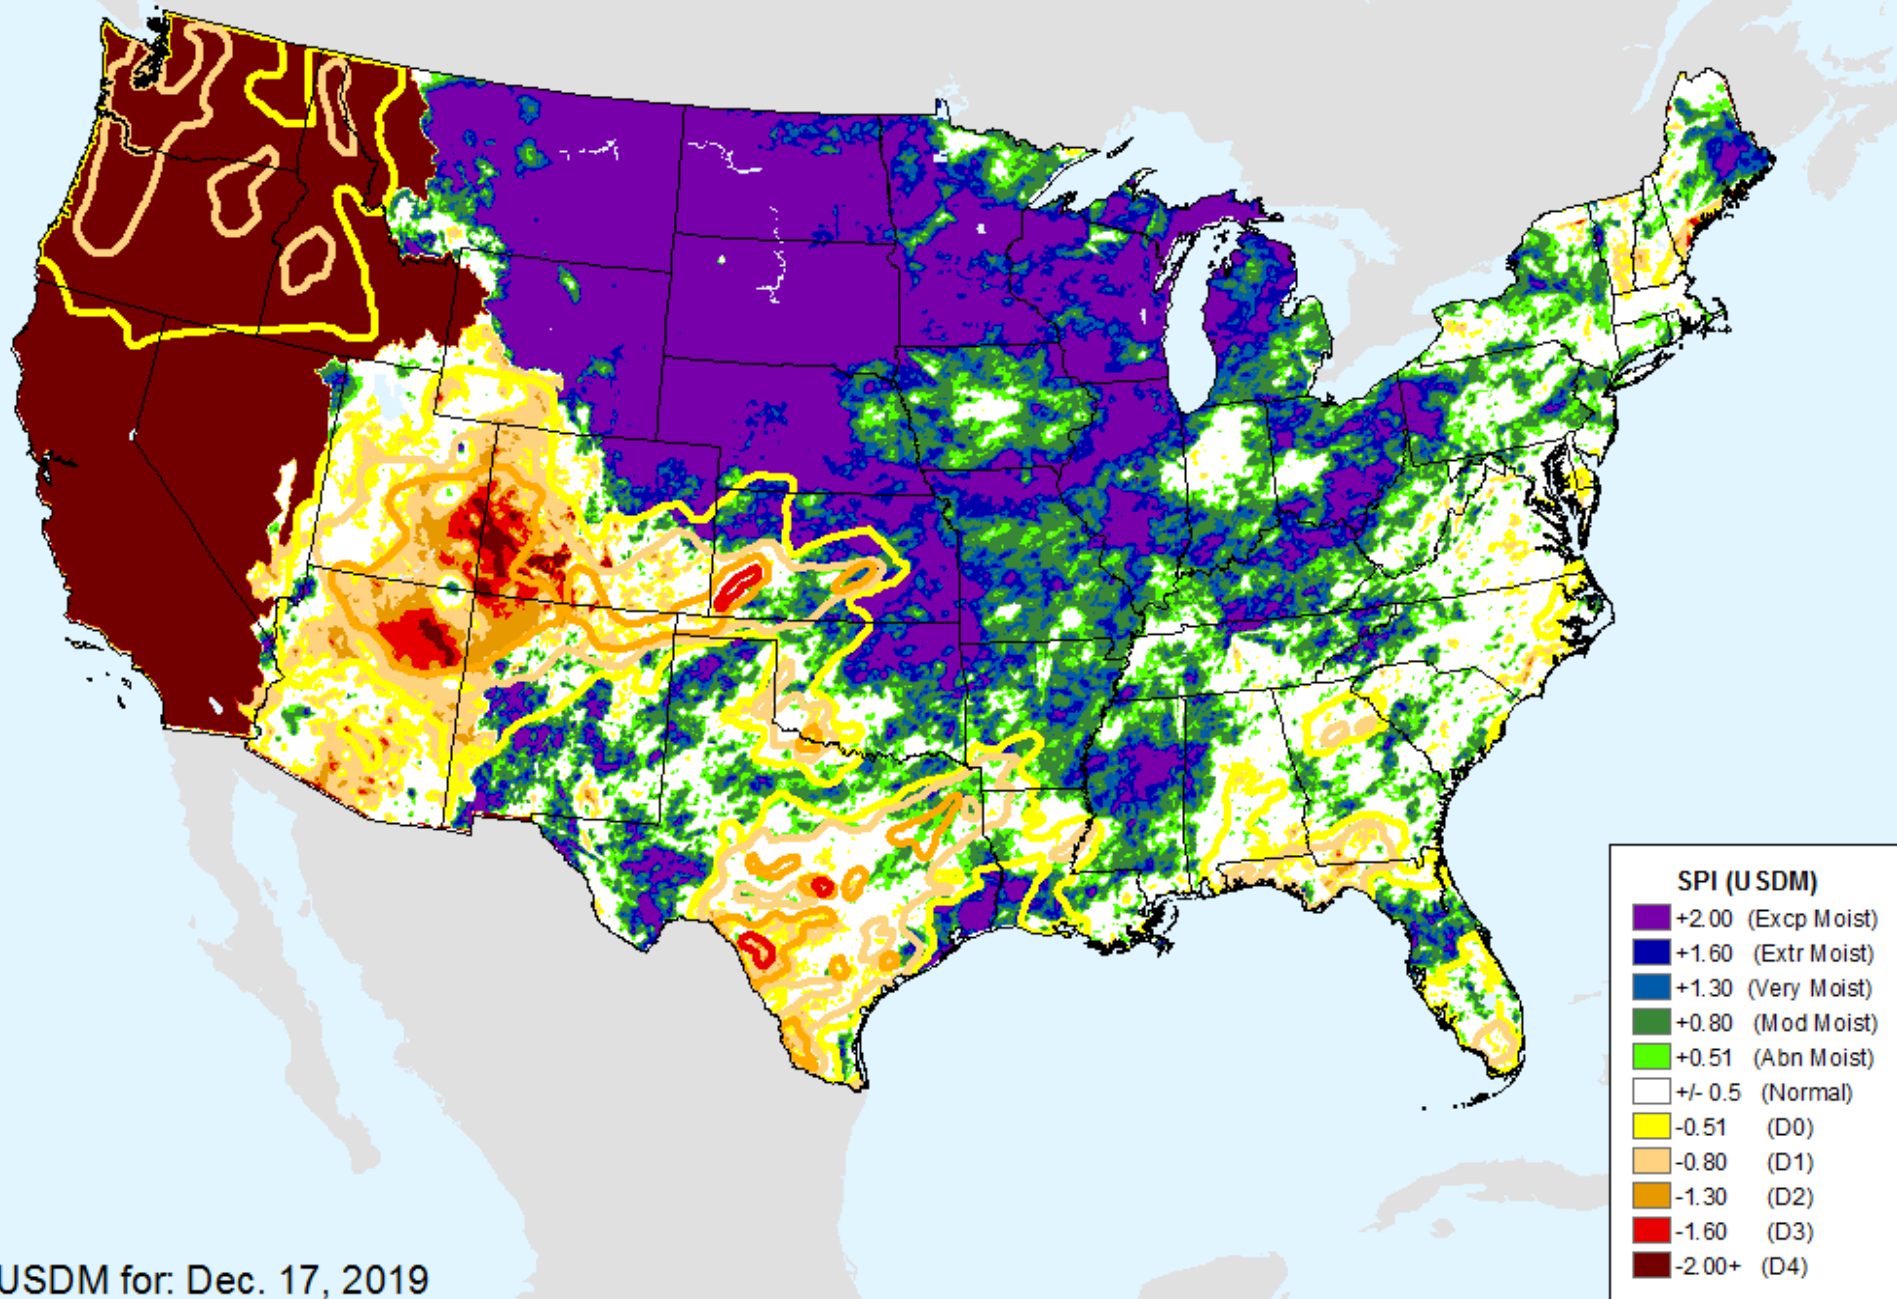 SPI (USDM)
+2.00 (Excp Moist)
+1.60 (Extr Moist)
+1.30 (Very Moist)
+0.80 (Mod Moist)
+0.51 (Abn Moist)
+/- 0.5 (Normal)
-0.51 (D0)
-0.80 (D1)
-1.30 (D2)
-1.60 (D3)
-2.00+ (D4)
USDM for: Dec. 17, 2019